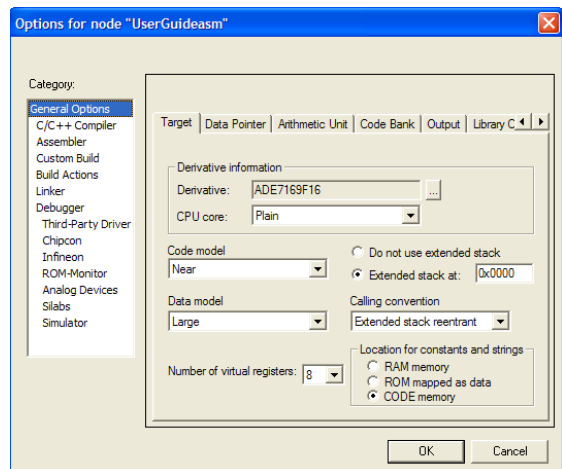 Options for node "UserGuideasm"
Category:
General Options
C/C++ Compiler
Assembler
Custom Build
Build Actions
Linker
Debugger
Third-Party Driver
Chipcon
Infineon
ROM-Monitor
Analog Devices
Silabs
Simulator
Target Data Pointer Arithmetic Unit Code Bank Output Library C
Derivative information
Derivative: ADE7169F16 ...
CPU core: Plain
Code model
Near
Do not use extended stack
Extended stack at: 0x0000
Data model
Large
Calling convention
Extended stack reentrant
Number of virtual registers: 8
Location for constants and strings
RAM memory
ROM mapped as data
CODE memory
OK Cancel